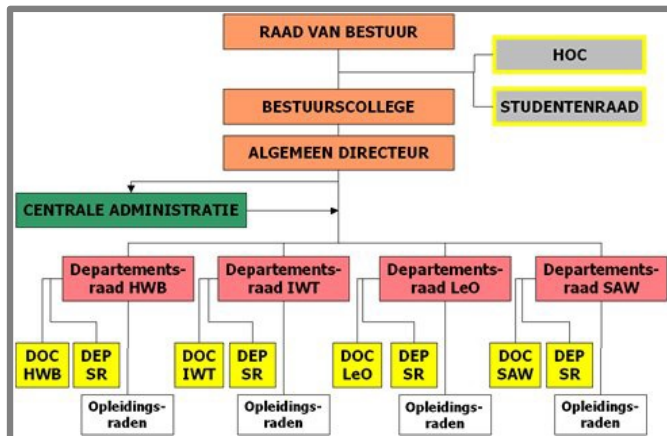 RAAD VAN BESTUUR
HOC
BESTUURSCOLLEGE
STUDENTENRAAD
ALGEMEEN DIRECTEUR
CENTRALE ADMINISTRATIE
Departements-
raad HWB
Departements-
raad IWT
Departements-
raad LeO
Departements-
raad SAW
DOC
HWB
DEP
SR
DOC
IWT
DEP
SR
DOC
LeO
DEP
SR
DOC
SAW
DEP
SR
Opleidings-
raden
Opleidings-
raden
Opleidings-
raden
Opleidings-
raden